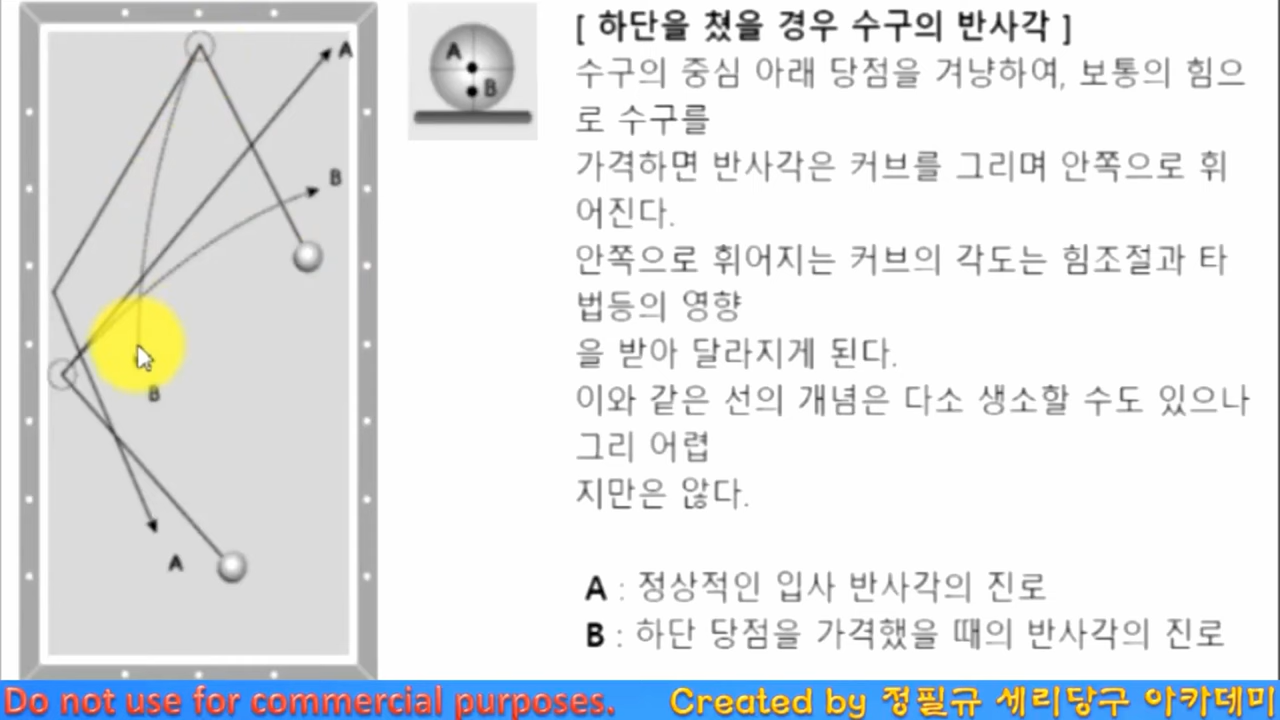 [ 하단을 쳤을 경우 수구의 반사각 ]
수구의 중심 아래 당점을 겨냥하여, 보통의 힘으
로 수구를
가격하면 반사각은 커브를 그리며 안쪽으로 휘
어진다.
안쪽으로 휘어지는 커브의 각도는 힘조절과 타
법등의 영향
을 받아 달라지게 된다.
이와 같은 선의 개념은 다소 생소할 수도 있으나
그리 어렵
지만은 않다.
A : 정상적인 입사 반사각의 진로
B : 하단 당점을 가격했을 때의 반사각의 진로
A
B
A
B
B
A
Do not use for commercial purposes.
Created by 정필규 세리당구 아카데미